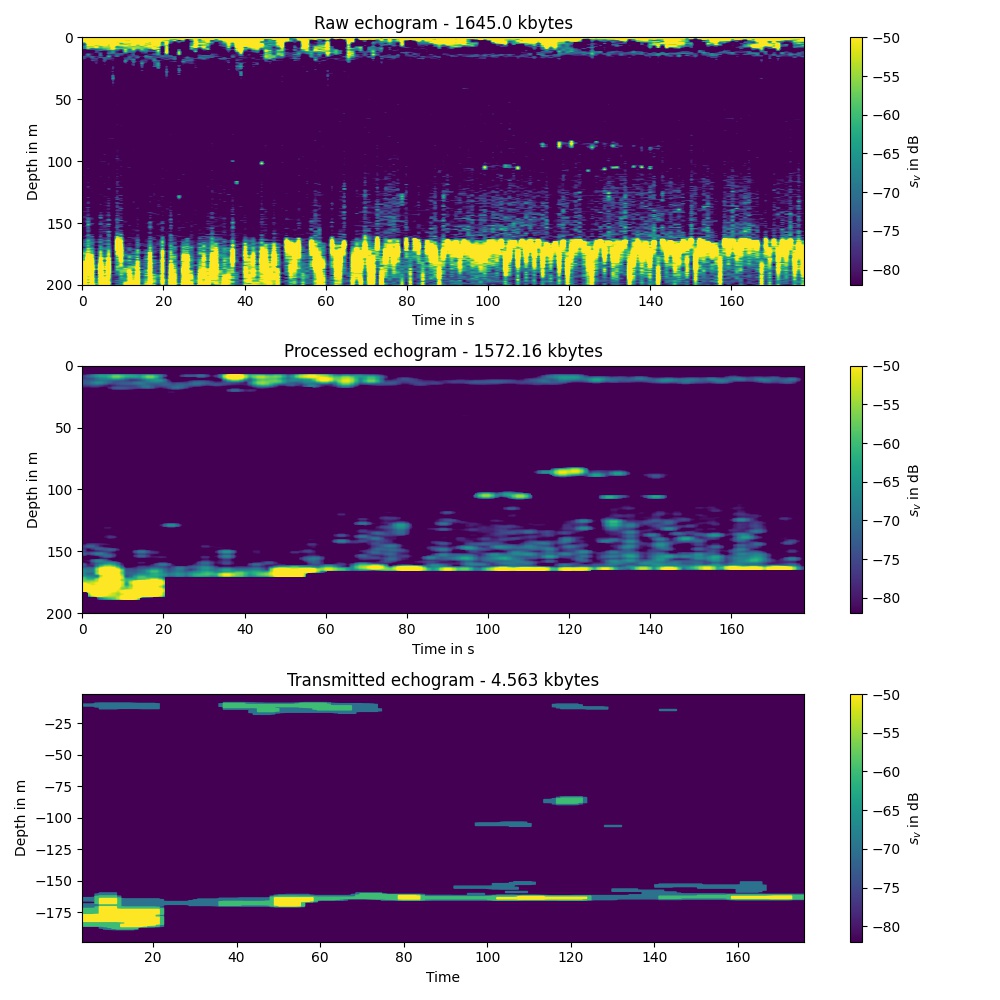 Raw echogram - 1645.0 kbytes
0
50
100
150
200
Depth in m
0 20 40 60 80 100 120 140 160
Time in s
−50
−55
−60
−65
−70
−75
−80
sv in dB
Processed echogram - 1572.16 kbytes
0
50
100
150
200
Depth in m
0 20 40 60 80 100 120 140 160
Time in s
−50
−55
−60
−65
−70
−75
−80
sv in dB
Transmitted echogram - 4.563 kbytes
−25
−50
−75
−100
−125
−150
−175
Depth in m
20 40 60 80 100 120 140 160
Time
−50
−55
−60
−65
−70
−75
−80
sv in dB